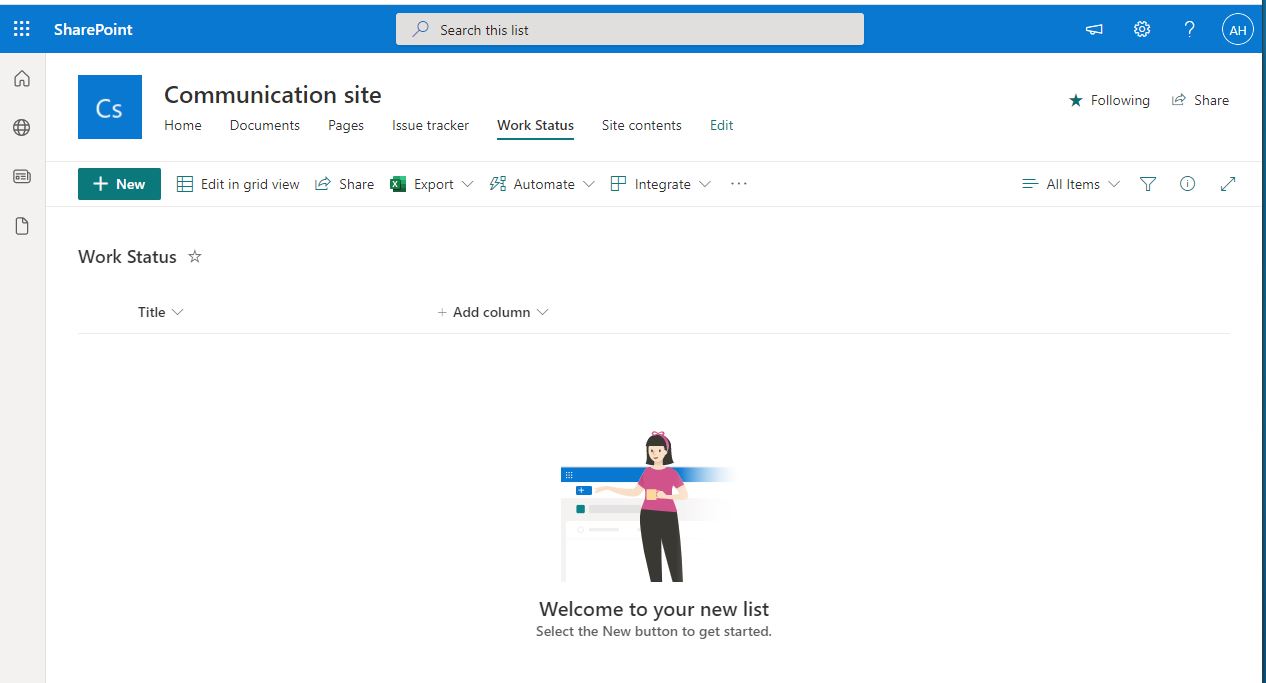 SharePoint
Search this list
AH
Cs
Communication site
Following
Share
Home Documents Pages Issue tracker Work Status Site contents Edit
New Edit in grid view Share Export Automate Integrate ... All Items
Work Status
Title + Add column
Welcome to your new list
Select the New button to get started.